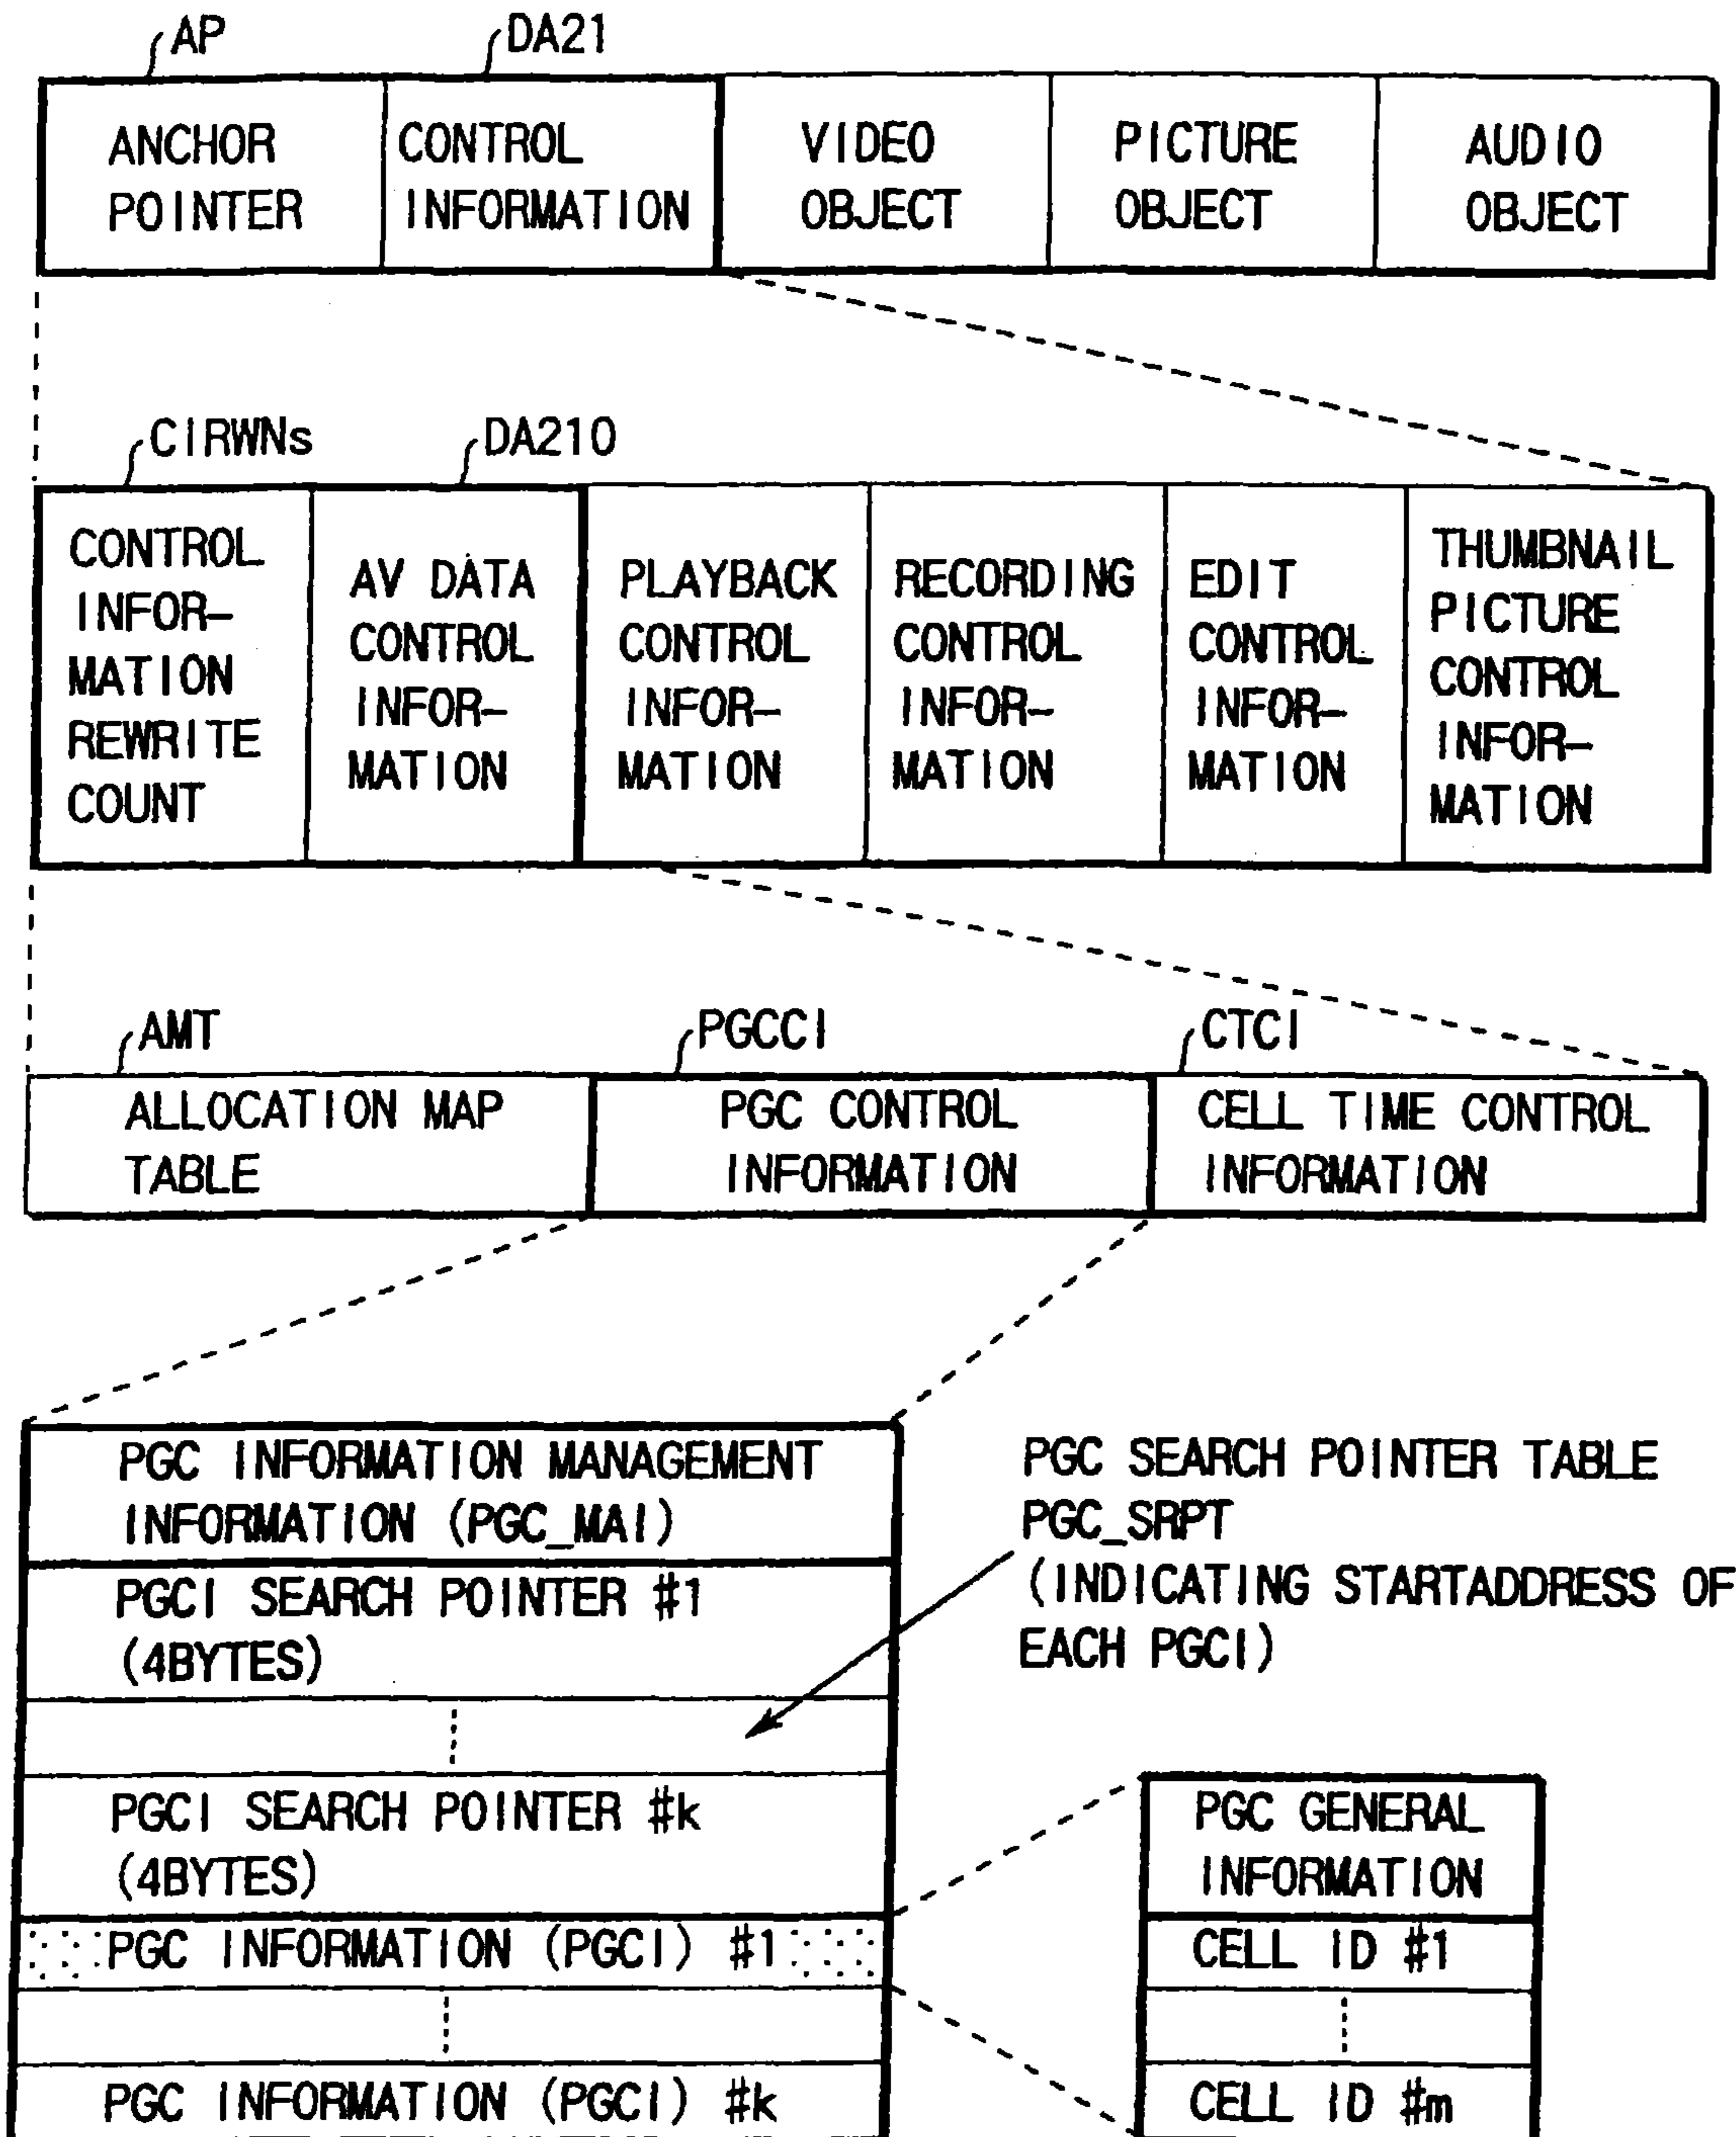 AP
DA21
ANCHOR
POINTER
CONTROL
INFORMATION
VIDEO
OBJECT
PICTURE
OBJECT
AUDIO
OBJECT
CIRWNs
DA210
CONTROL
INFOR-
MATION
REWRITE
COUNT
AV DATA
CONTROL
INFOR-
MATION
PLAYBACK
CONTROL
INFOR-
MATION
RECORDING
CONTROL
INFOR-
MATION
EDIT
CONTROL
INFOR-
MATION
THUMBNAIL
PICTURE
CONTROL
INFOR-
MATION
AMT
PGCCI
CTCI
ALLOCATION MAP
TABLE
PGC CONTROL
INFORMATION
CELL TIME CONTROL
INFORMATION
PGC INFORMATION MANAGEMENT
INFORMATION (PGC_MAI)
PGCI SEARCH POINTER #1
(4BYTES)
PGCI SEARCH POINTER #k
(4BYTES)
PGC INFORMATION (PGCI) #1
PGC INFORMATION (PGCI) #k
PGC SEARCH POINTER TABLE
PGC_SRPT
(INDICATING STARTADDRESS OF
EACH PGCI)
PGC GENERAL
INFORMATION
CELL ID #1
CELL ID #m